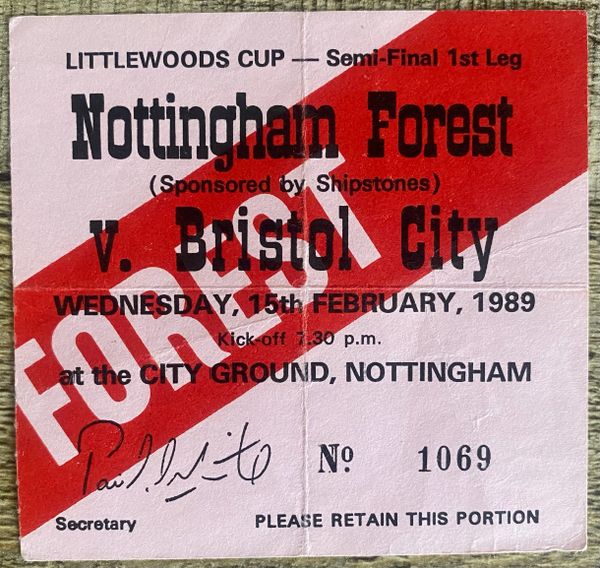 LITTLEWOODS CUP — Semi-Final 1st Leg
Nottingham Forest
(Sponsored by Shipstones)
v. Bristol City
WEDNESDAY, 15th FEBRUARY, 1989
Kick-off 7.30 p.m.
at the CITY GROUND, NOTTINGHAM
FOREST
Nº 1069
Secretary PLEASE RETAIN THIS PORTION